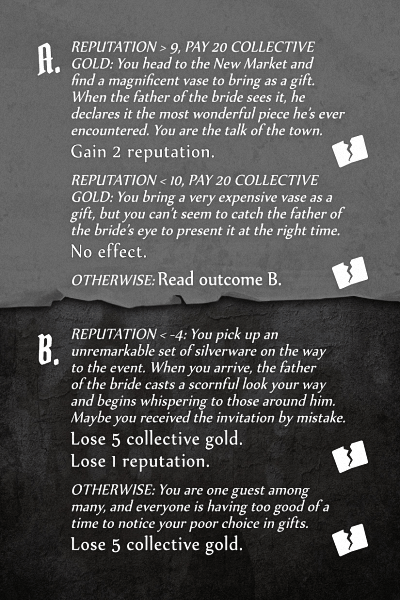 A.
REPUTATION > 9, PAY 20 COLLECTIVE
GOLD: You head to the New Market and
find a magnificent vase to bring as a gift.
When the father of the bride sees it, he
declares it the most wonderful piece he's ever
encountered. You are the talk of the town.
Gain 2 reputation.
REPUTATION < 10, PAY 20 COLLECTIVE
GOLD: You bring a very expensive vase as a
gift, but you can't seem to catch the father of
the bride's eye to present it at the right time.
No effect.
OTHERWISE: Read outcome B.
B.
REPUTATION < -4: You pick up an
unremarkable set of silverware on the way
to the event. When you arrive, the father
of the bride casts a scornful look your way
and begins whispering to those around him.
Maybe you received the invitation by mistake.
Lose 5 collective gold.
Lose 1 reputation.
OTHERWISE: You are one guest among
many, and everyone is having too good of a
time to notice your poor choice in gifts.
Lose 5 collective gold.